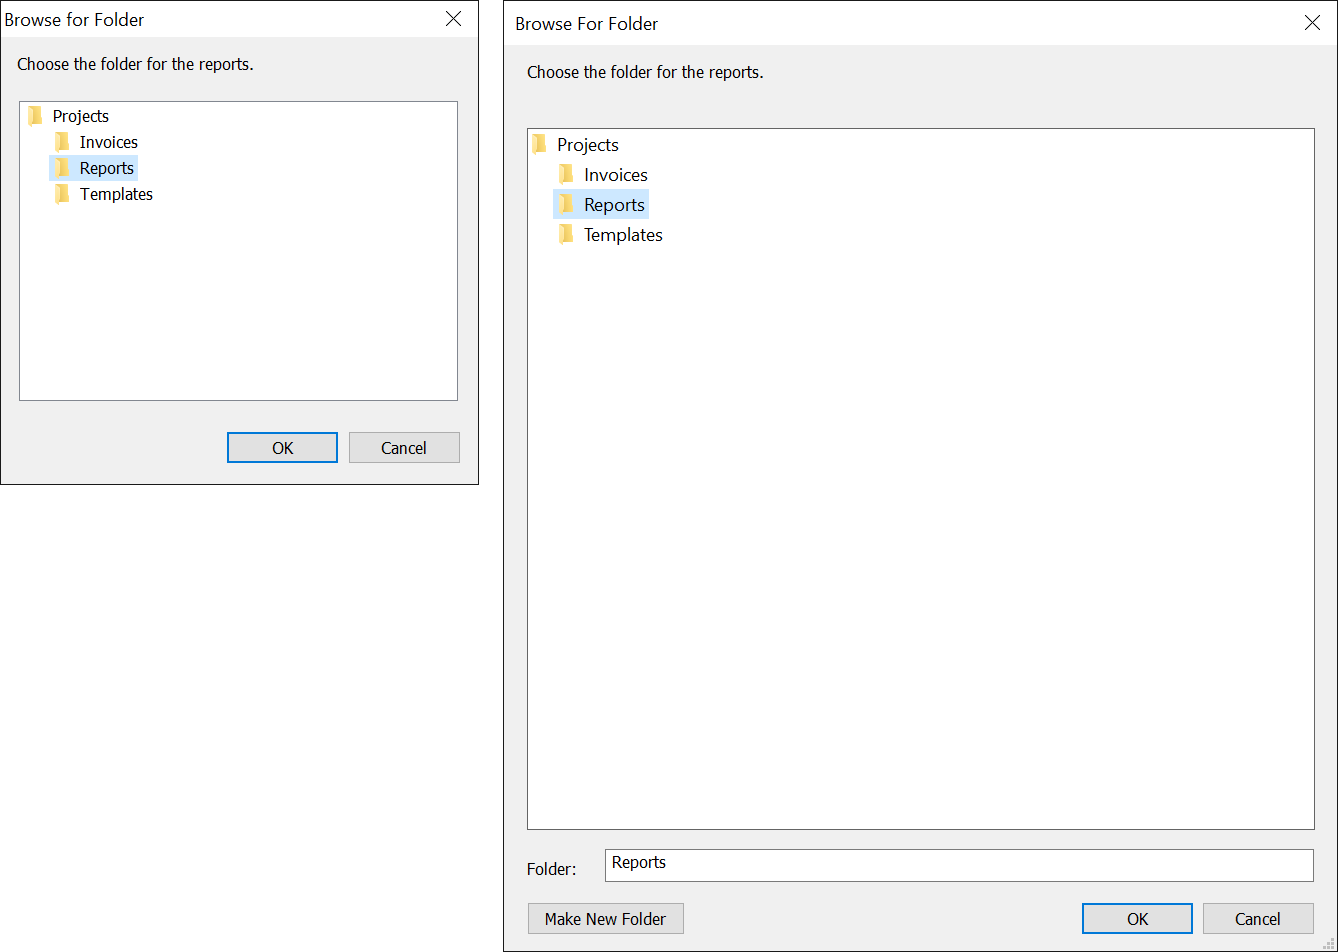 Browse for Folder
Choose the folder for the reports.
Projects
Invoices
Reports
Templates
OK
Cancel
Browse For Folder
Choose the folder for the reports.
Projects
Invoices
Reports
Templates
Folder:
Reports
Make New Folder
OK
Cancel